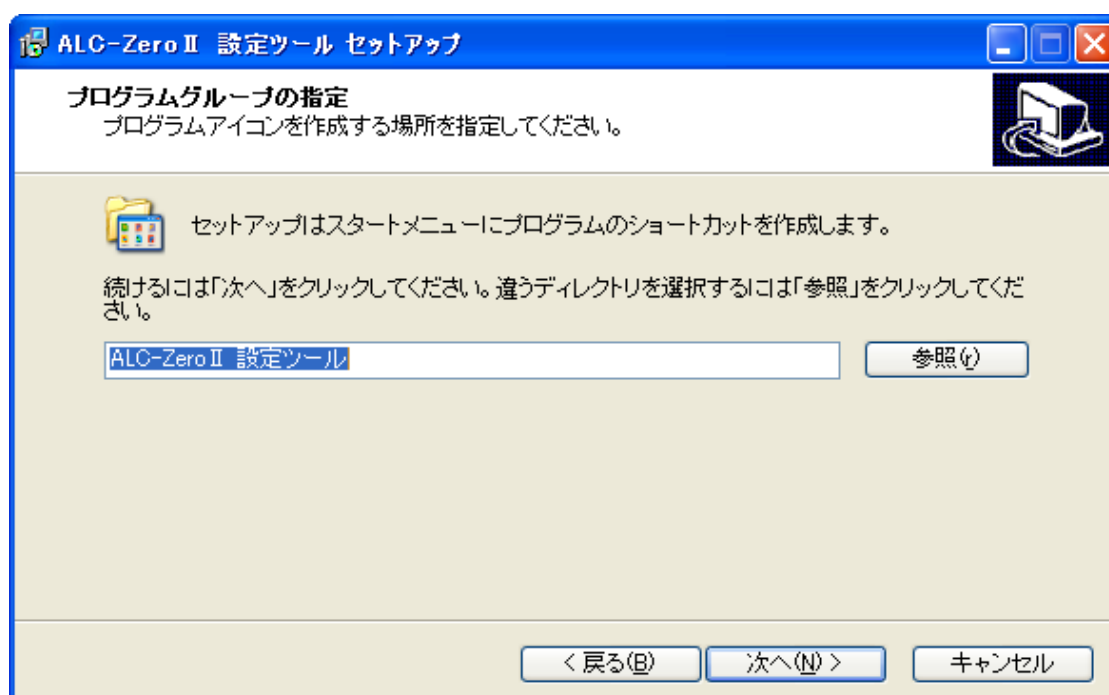 ALC-ZeroⅡ 設定ツール セットアップ
プログラムグループの指定
プログラムアイコンを作成する場所を指定してください。
セットアップはスタートメニューにプログラムのショートカットを作成します。
続けるには「次へ」をクリックしてください。違うディレクトリを選択するには「参照」をクリックしてくだ
さい。
ALC-ZeroⅡ 設定ツール
参照(r)
< 戻る(B)
次へ(N) >
キャンセル